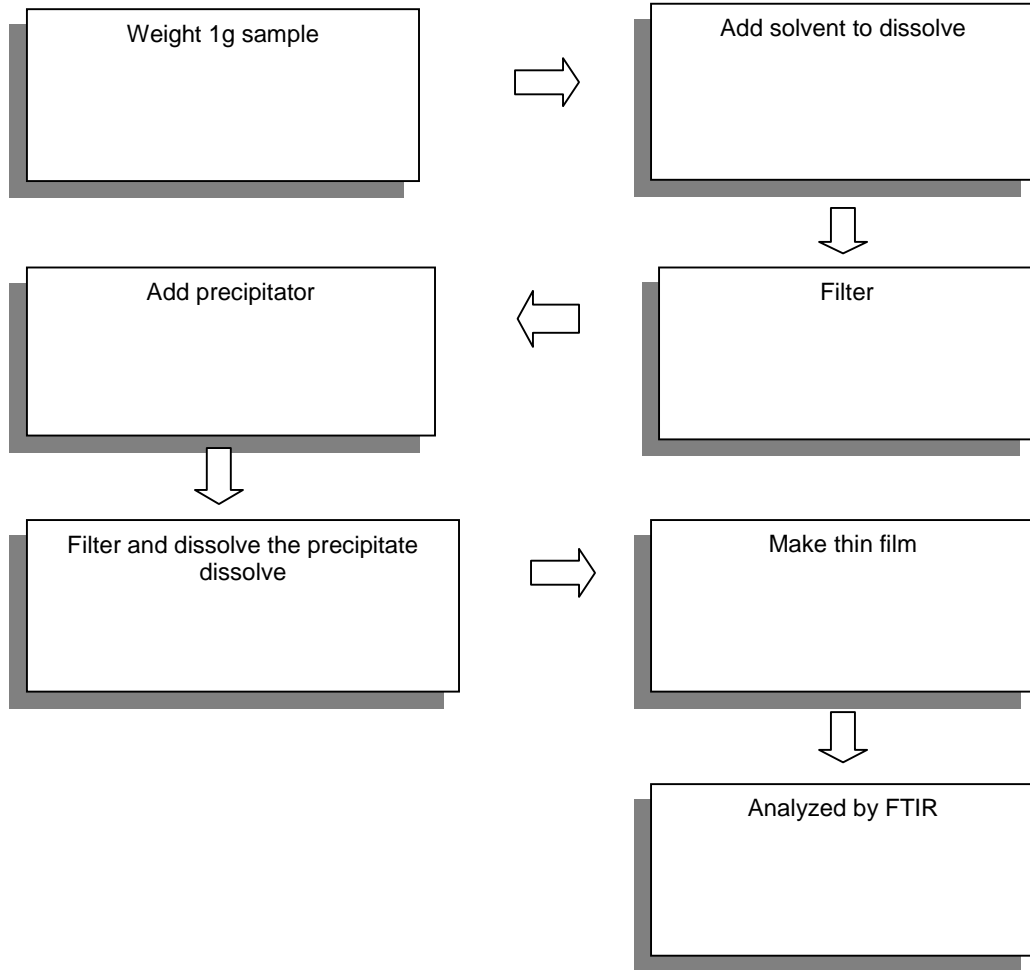 Weight 1g sample
Add solvent to dissolve
Filter
Add precipitator
Filter and dissolve the precipitate
dissolve
Make thin film
Analyzed by FTIR